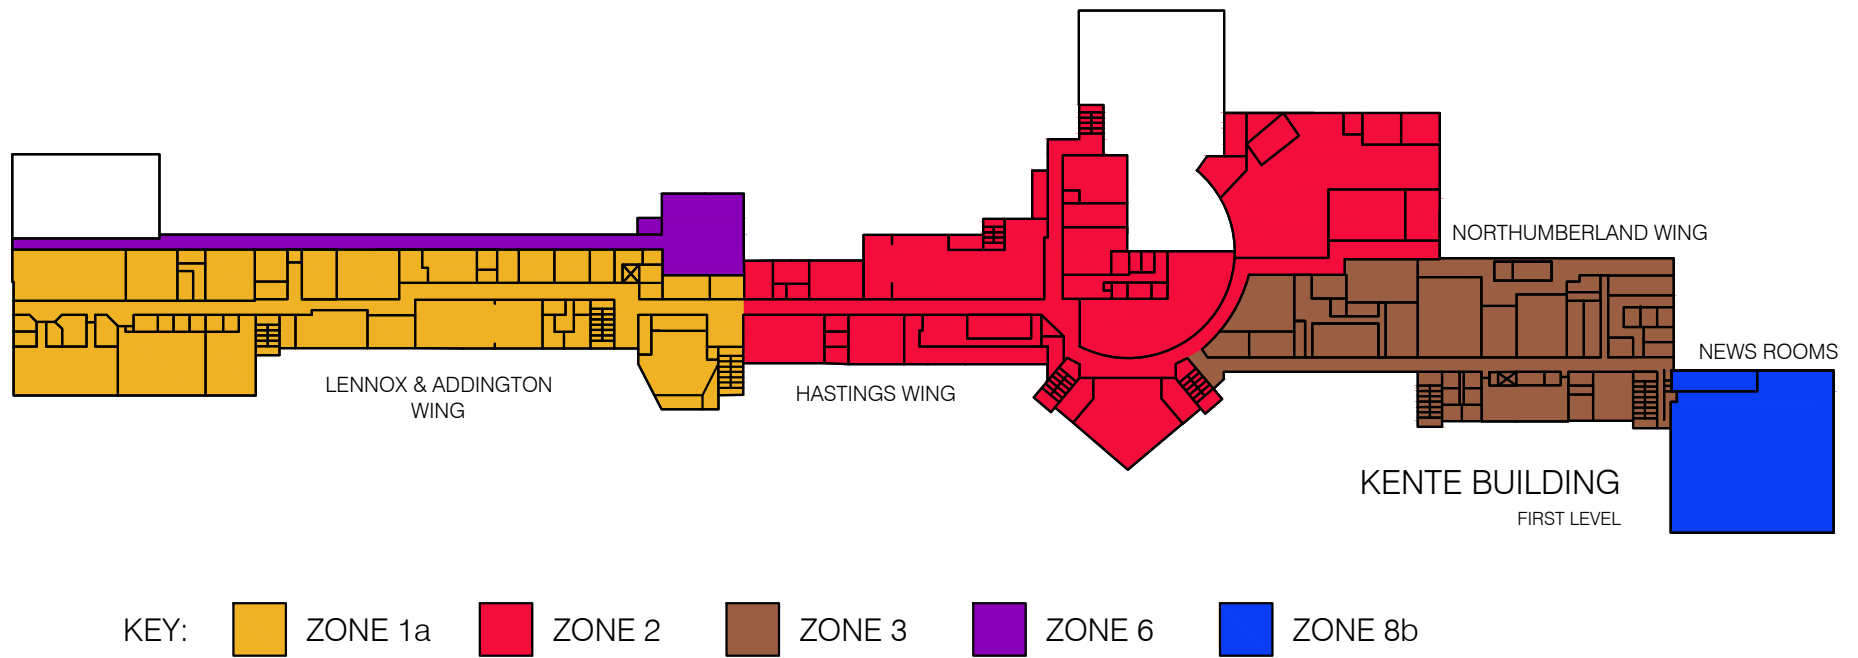 NORTHUMBERLAND WING
NEWS ROOMS
LENNOX & ADDINGTON
WING
HASTINGS WING
KENTE BUILDING
FIRST LEVEL
KEY:
ZONE 1a
ZONE 2
ZONE 3
ZONE 6
ZONE 8b